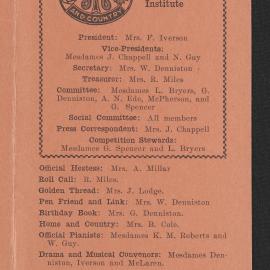 Institute
AND COUNTRY
President: Mrs. F. Iverson
Vice-Presidents:
Mesdames J. Chappell and N. Guy
Secretary: Mrs. W. Denniston
Treasurer: Mrs. R. Miles
Committee: Mesdames L. Bryers, G.
Denniston, A. N. Ede, McPherson, and
G. Spencer
Social Committee: All members
Press Correspondent: Mrs. J. Chappell
Competition Stewards:
Mesdames G. Spencer and L. Bryers
Official Hostess: Mrs. A. Millar
Roll Call: R. Miles.
Golden Thread: Mrs. J. Lodge.
Pen Friend and Link: Mrs. W. Denniston
Birthday Book: Mrs. G. Denniston.
Home and Country: Mrs. B. Cole.
Official Pianists: Mesdames K. M. Roberts and
W. Guy.
Drama and Musical Convenors: Mesdames Den-
niston, Iverson and McLaren.